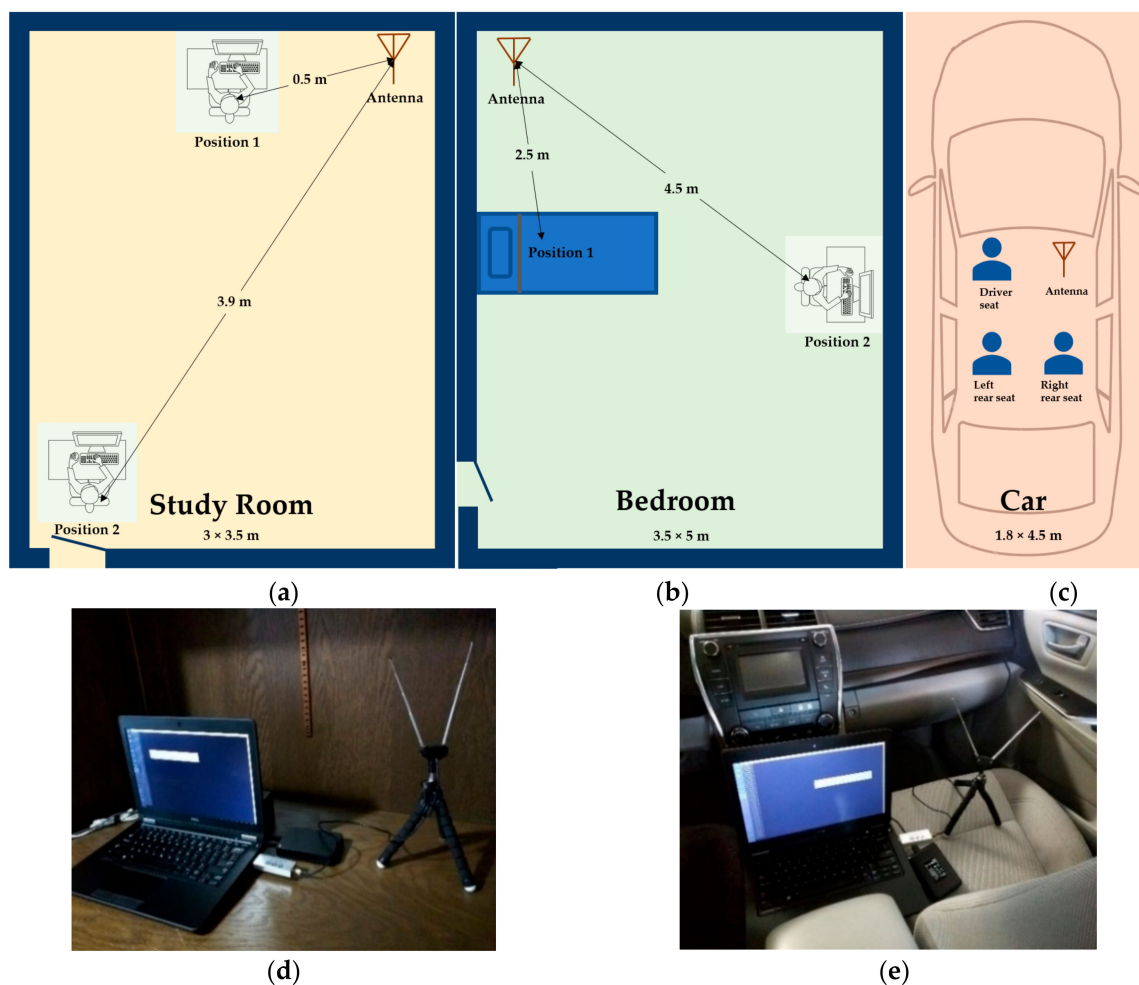 0.5 m
Antenna
Position 1
3.9 m
Position 2
Study Room
3 × 3.5 m
Antenna
2.5 m
4.5 m
Position 1
Position 2
Bedroom
3.5 × 5 m
Driver
seat
Antenna
Left
rear seat
Right
rear seat
Car
1.8 × 4.5 m
(a)
(b)
(c)
(d)
(e)